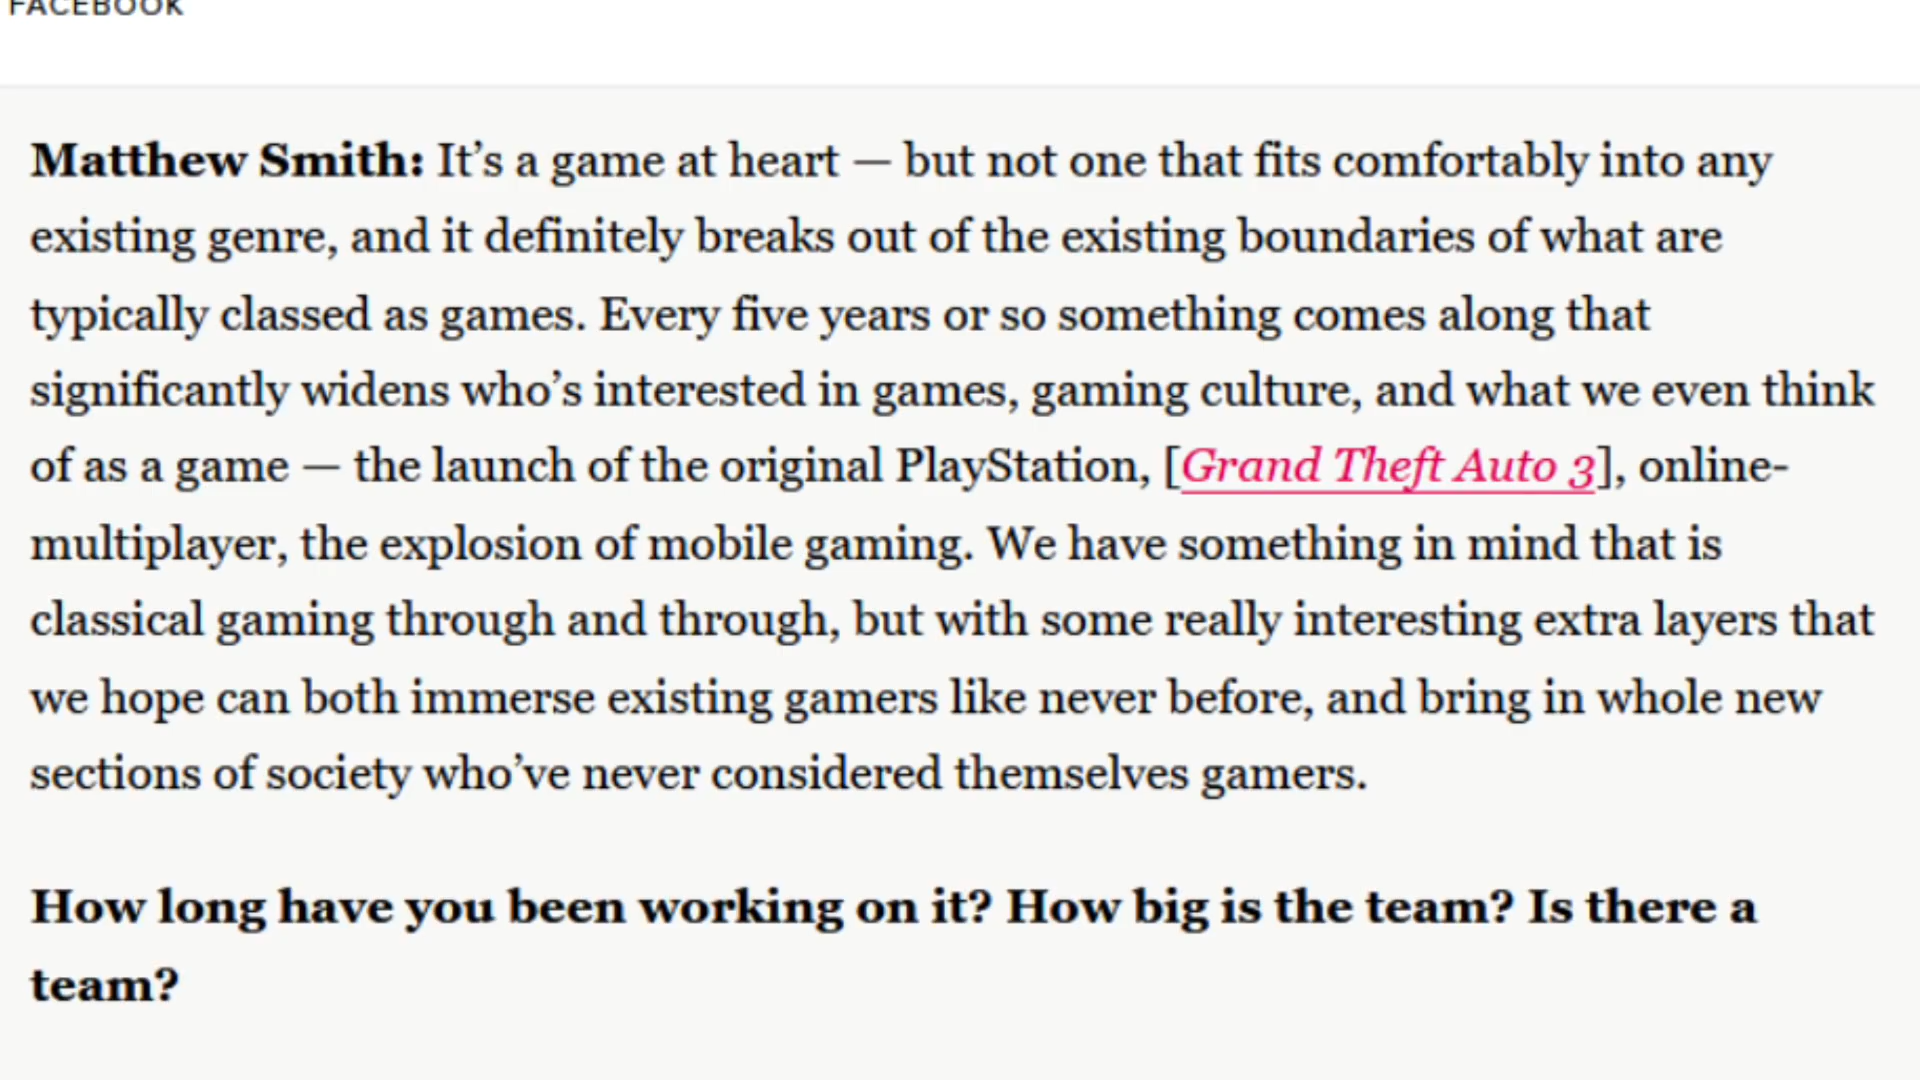 FACEBOOK
Matthew Smith: It’s a game at heart — but not one that fits comfortably into any
existing genre, and it definitely breaks out of the existing boundaries of what are
typically classed as games. Every five years or so something comes along that
significantly widens who’s interested in games, gaming culture, and what we even think
of as a game — the launch of the original PlayStation, [Grand Theft Auto 3], online-
multiplayer, the explosion of mobile gaming. We have something in mind that is
classical gaming through and through, but with some really interesting extra layers that
we hope can both immerse existing gamers like never before, and bring in whole new
sections of society who’ve never considered themselves gamers.
How long have you been working on it? How big is the team? Is there a
team?